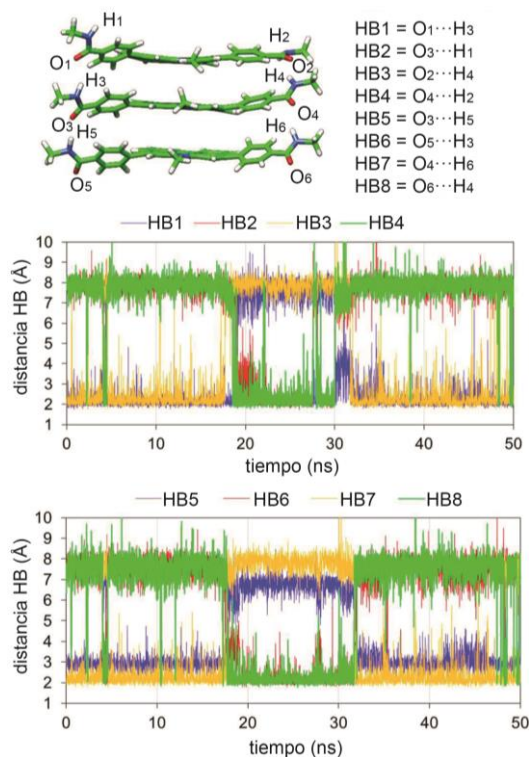 H₁
H₂
O₁
O₂
H₃
H₄
O₃
O₄
H₅
H₆
O₅
O₆
HB1 = O₁···H₃
HB2 = O₃···H₁
HB3 = O₂···H₄
HB4 = O₄···H₂
HB5 = O₃···H₅
HB6 = O₅···H₃
HB7 = O₄···H₆
HB8 = O₆···H₄
HB1 HB2 HB3 HB4
distancia HB (Å)
10
9
8
7
6
5
4
3
2
1
0 10 20 30 40 50
tiempo (ns)
HB5 HB6 HB7 HB8
distancia HB (Å)
10
9
8
7
6
5
4
3
2
1
0 10 20 30 40 50
tiempo (ns)